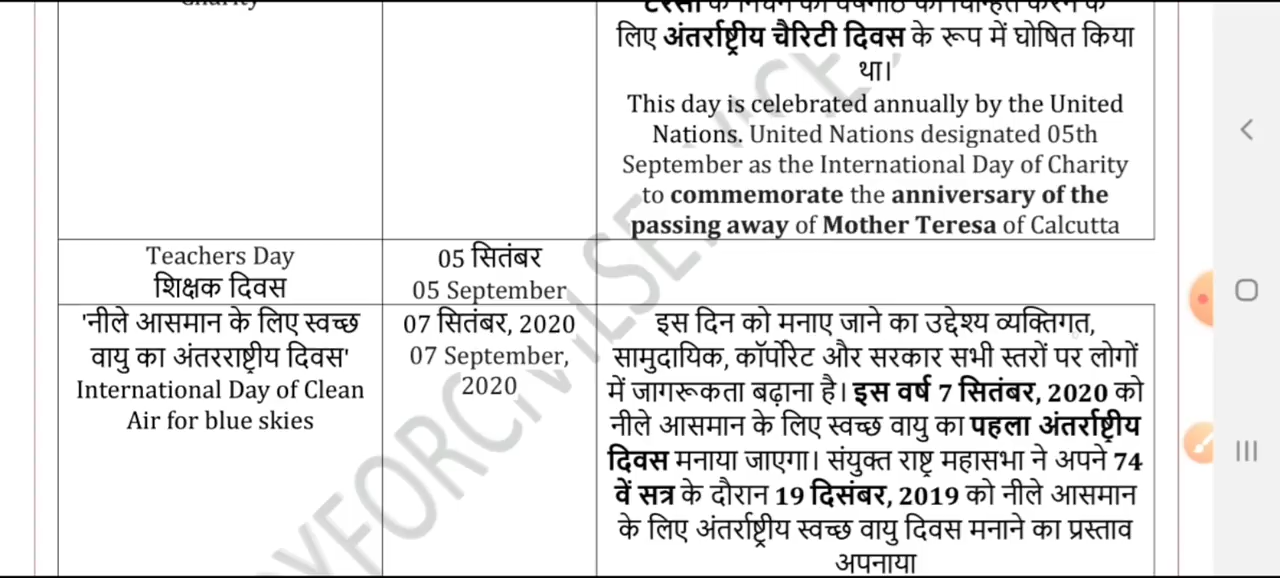 Charity
टेरेसा के निधन की वर्षगांठ को चिन्हित करने के
लिए अंतर्राष्ट्रीय चैरिटी दिवस के रूप में घोषित किया
था।
This day is celebrated annually by the United
Nations. United Nations designated 05th
September as the International Day of Charity
to commemorate the anniversary of the
passing away of Mother Teresa of Calcutta
Teachers Day
शिक्षक दिवस
05 सितंबर
05 September
'नीले आसमान के लिए स्वच्छ
वायु का अंतरराष्ट्रीय दिवस'
International Day of Clean
Air for blue skies
07 सितंबर, 2020
07 September,
2020
इस दिन को मनाए जाने का उद्देश्य व्यक्तिगत,
सामुदायिक, कॉर्पोरेट और सरकार सभी स्तरों पर लोगों
में जागरूकता बढ़ाना है। इस वर्ष 7 सितंबर, 2020 को
नीले आसमान के लिए स्वच्छ वायु का पहला अंतर्राष्ट्रीय
दिवस मनाया जाएगा। संयुक्त राष्ट्र महासभा ने अपने 74
वें सत्र के दौरान 19 दिसंबर, 2019 को नीले आसमान
के लिए अंतर्राष्ट्रीय स्वच्छ वायु दिवस मनाने का प्रस्ताव
अपनाया